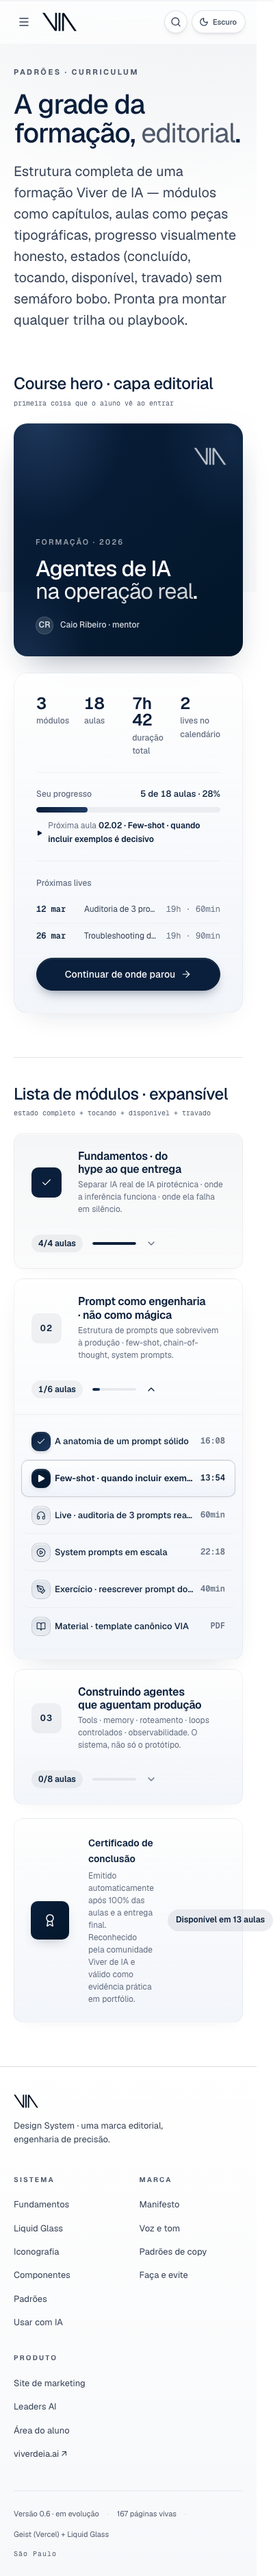 VIA
Escuro
PADRÕES · CURRICULUM
A grade da
formação, editorial.
Estrutura completa de uma
formação Viver de IA — módulos
como capítulos, aulas como peças
tipográficas, progresso visualmente
honesto, estados (concluído,
tocando, disponível, travado) sem
semáforo bobo. Pronta pra montar
qualquer trilha ou playbook.
Course hero · capa editorial
primeira coisa que o aluno vê ao entrar
VIA
FORMAÇÃO · 2026
Agentes de IA
na operação real.
CR Caio Ribeiro · mentor
3 18 7h 2
42
módulos aulas duração total lives no calendário
Seu progresso 5 de 18 aulas · 28%
Próxima aula 02.02 · Few-shot · quando
incluir exemplos é decisivo
Próximas lives
12 mar Auditoria de 3 pro... 19h · 60min
26 mar Troubleshooting d... 19h · 90min
Continuar de onde parou →
Lista de módulos · expansível
estado completo + tocando + disponível + travado
Fundamentos · do
hype ao que entrega
Separar IA real de IA pirotécnica · onde
a inferência funciona · onde ela falha
em silêncio.
4/4 aulas
02
Prompt como engenharia
· não como mágica
Estrutura de prompts que sobrevivem
à produção · few-shot, chain-of-
thought, system prompts.
1/6 aulas
A anatomia de um prompt sólido 16:08
Few-shot · quando incluir exem... 13:54
Live · auditoria de 3 prompts rea... 60min
System prompts em escala 22:18
Exercício · reescrever prompt do... 40min
Material · template canônico VIA PDF
03
Construindo agentes
que aguentam produção
Tools · memory · roteamento · loops
controlados · observabilidade. O
sistema, não só o protótipo.
0/8 aulas
Certificado de
conclusão
Emitido
automaticamente
após 100% das
aulas e a entrega
final.
Reconhecido
pela comunidade
Viver de IA e
válido como
evidência prática
em portfólio.
Disponível em 13 aulas
VIA
Design System · uma marca editorial,
engenharia de precisão.
SISTEMA
Fundamentos
Liquid Glass
Iconografia
Componentes
Padrões
Usar com IA
MARCA
Manifesto
Voz e tom
Padrões de copy
Faça e evite
PRODUTO
Site de marketing
Leaders AI
Área do aluno
viverdeia.ai ↗
Versão 0.6 · em evolução · 167 páginas vivas ·
Geist (Vercel) + Liquid Glass
São Paulo